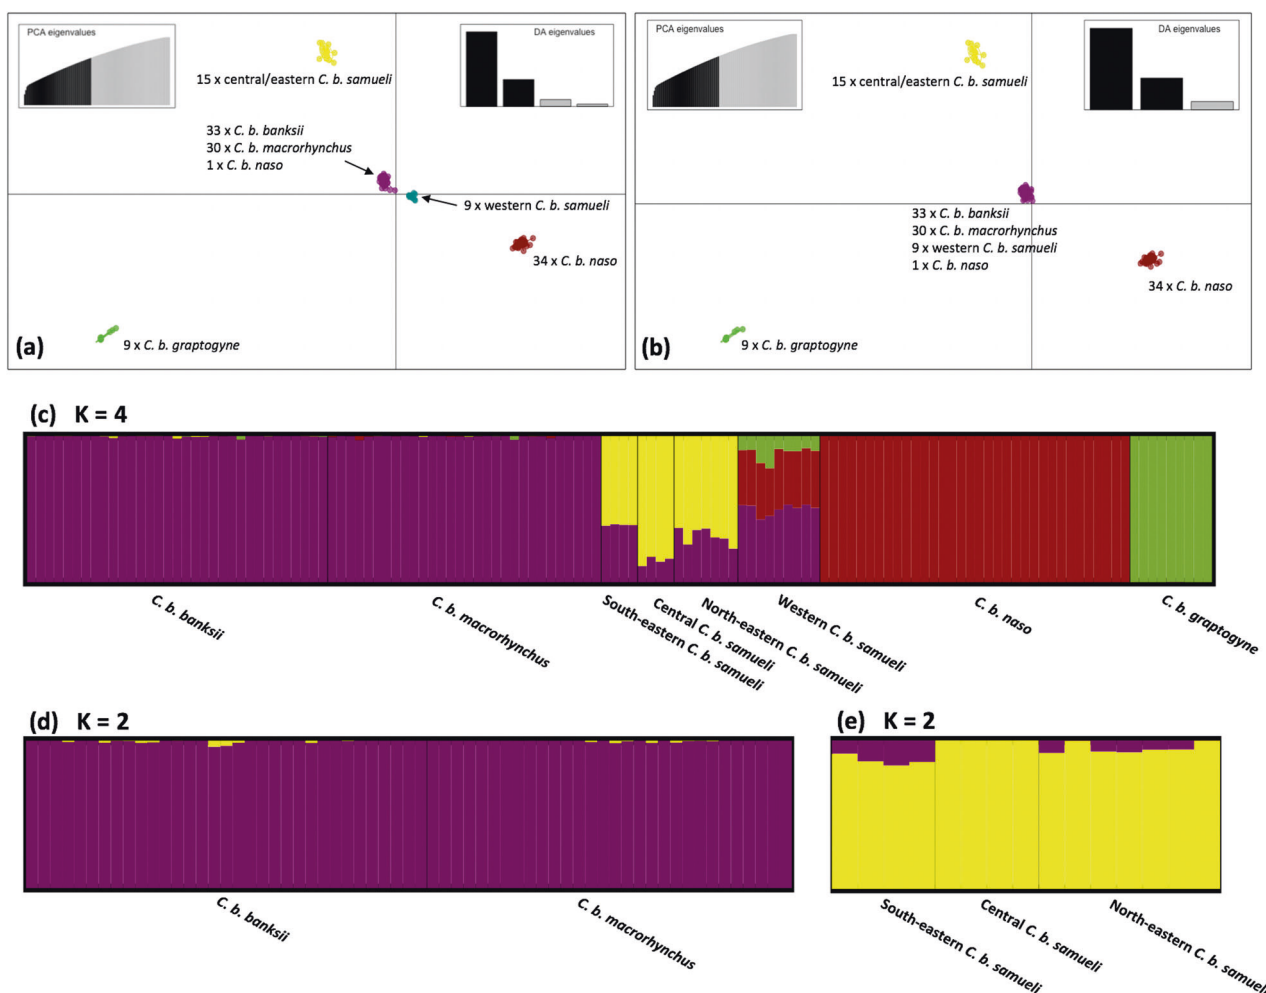 PCA eigenvalues
DA eigenvalues
15 x central/eastern C. b. samueli
33 x C. b. banksii
30 x C. b. macrorhynchus
1 x C. b. naso
9 x western C. b. samueli
34 x C. b. naso
9 x C. b. graptogyne
(a)
PCA eigenvalues
DA eigenvalues
15 x central/eastern C. b. samueli
33 x C. b. banksii
30 x C. b. macrorhynchus
9 x western C. b. samueli
1 x C. b. naso
34 x C. b. naso
9 x C. b. graptogyne
(b)
(c) K = 4
C. b. banksii
C. b. macrorhynchus
South-eastern C. b. samueli
Central C. b. samueli
North-eastern C. b. samueli
Western C. b. samueli
C. b. naso
C. b. graptogyne
(d) K = 2
C. b. banksii
C. b. macrorhynchus
(e) K = 2
South-eastern C. b. samueli
Central C. b. samueli
North-eastern C. b. samueli